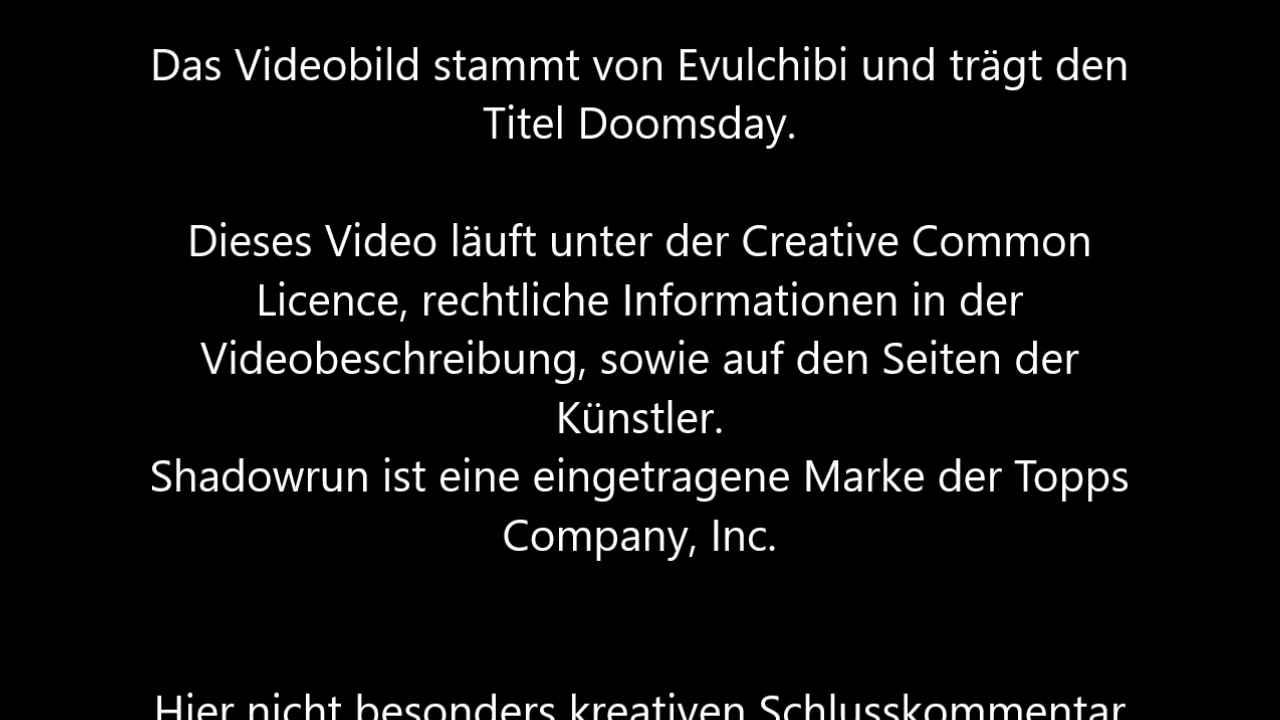 Das Videobild stammt von Evulchibi und trägt den
Titel Doomsday.
Dieses Video läuft unter der Creative Common
Licence, rechtliche Informationen in der
Videobeschreibung, sowie auf den Seiten der
Künstler.
Shadowrun ist eine eingetragene Marke der Topps
Company, Inc.
Hier nicht besonders kreativen Schlusskommentar